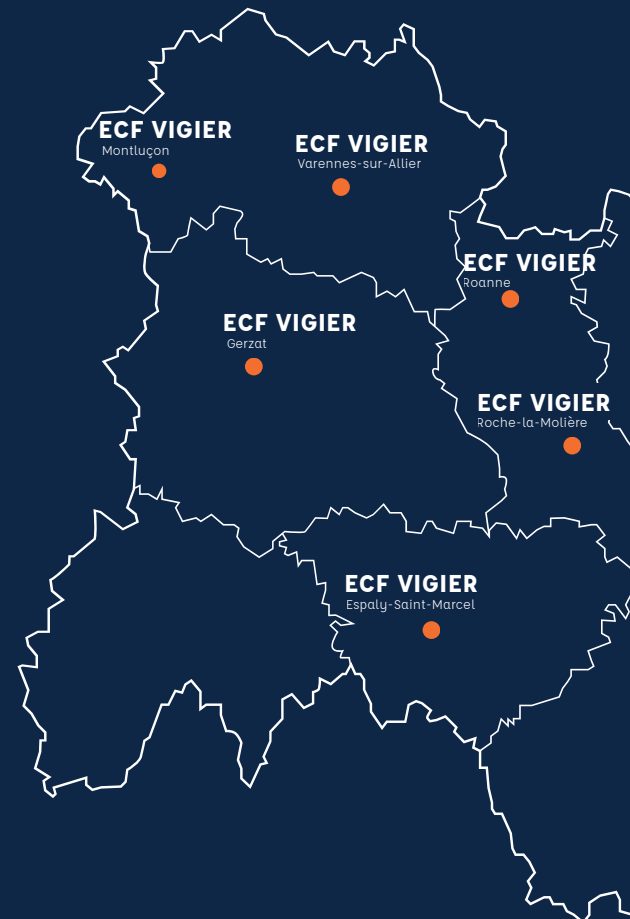 ECF VIGIER
Montluçon
ECF VIGIER
Varennes-sur-Allier
ECF VIGIER
Roanne
ECF VIGIER
Gerzat
ECF VIGIER
Roche-la-Molière
ECF VIGIER
Espaly-Saint-Marcel